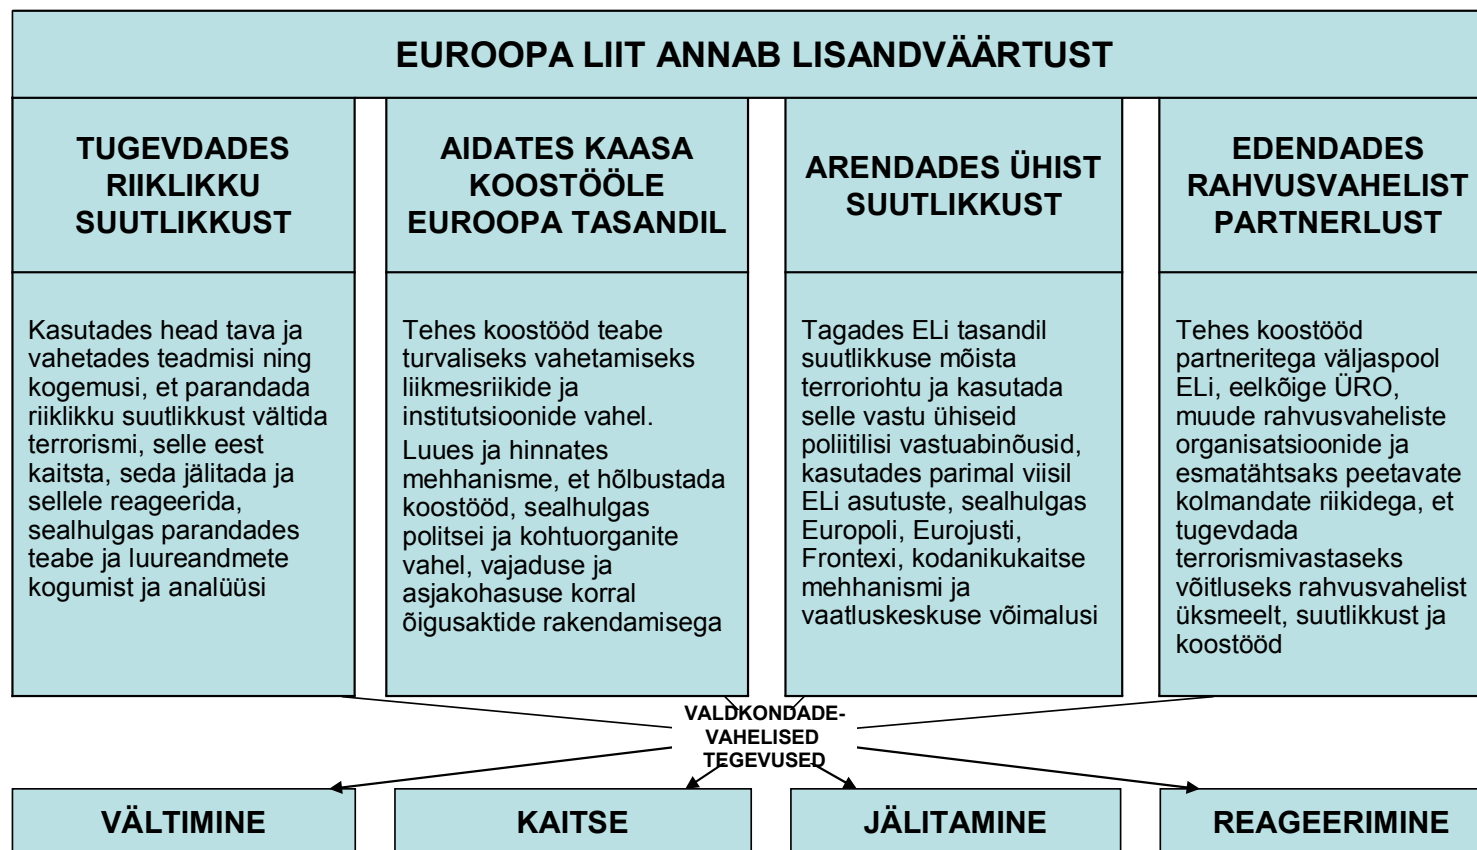 EUROOPA LIIT ANNAB LISANDVÄÄRTUST
TUGEVDADES
RIIKLIKKU
SUUTLIKKUST
Kasutades head tava ja
vahetades teadmisi ning
kogemusi, et parandada
riiklikku suutlikkust vältida
terrorismi, selle eest
kaitsta, seda jälitada ja
sellele reageerida,
sealhulgas parandades
teabe ja luureandmete
kogumist ja analüüsi
AIDATES KAASA
KOOSTÖÖLE
EUROOPA TASANDIL
Tehes koostööd teabe
turvaliseks vahetamiseks
liikmesriikide ja
institutsioonide vahel.
Luues ja hinnates
mehhanisme, et hõlbustada
koostööd, sealhulgas
politsei ja kohtuorganite
vahel, vajaduse ja
asjakohasuse korral
õigusaktide rakendamisega
ARENDADES ÜHIST
SUUTLIKKUST
Tagades ELi tasandil
suutlikkuse mõista
terroriohtu ja kasutada
selle vastu ühiseid
poliitilisi vastuabinõusid,
kasutades parimal viisil
ELi asutuste, sealhulgas
Europoli, Eurojusti,
Frontexi, kodanikukaitse
mehhanismi ja
vaatluskeskuse võimalusi
EDENDADES
RAHVUSVAHELIST
PARTNERLUST
Tehes koostööd
partneritega väljaspool
ELi, eelkõige ÜRO,
muude rahvusvaheliste
organisatsioonide ja
esmatähtsaks peetavate
kolmandate riikidega, et
tugevdada
terrorismivastaseks
võitluseks rahvusvahelist
üksmeelt, suutlikkust ja
koostööd
VALDKONDADE-
VAHELISED
TEGEVUSED
VÄLTIMINE
KAITSE
JÄLITAMINE
REAGEERIMINE